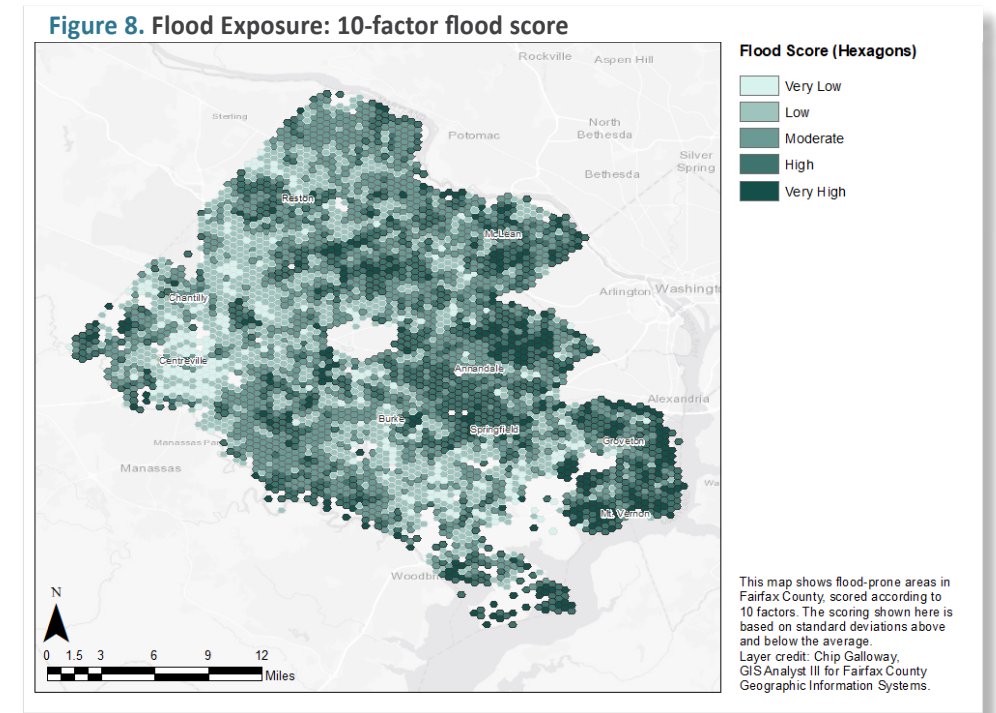 Figure 8. Flood Exposure: 10-factor flood score
Flood Score (Hexagons)
Very Low
Low
Moderate
High
Very High
Rockville
Aspen Hill
Sterling
Potomac
North
Bethesda
Silver
Spring
Bethesda
Reston
McLean
Arlington
Washingt
Chantilly
Centreville
Annandale
Alexandria
Burke
Springfield
Groveton
Manassas Par
Manassas
Wa
Mt. Vernon
Woodbri
N
0 1.5 3 6 9 12
Miles
This map shows flood-prone areas in
Fairfax County, scored according to
10 factors. The scoring shown here is
based on standard deviations above
and below the average.
Layer credit: Chip Galloway,
GIS Analyst III for Fairfax County
Geographic Information Systems.